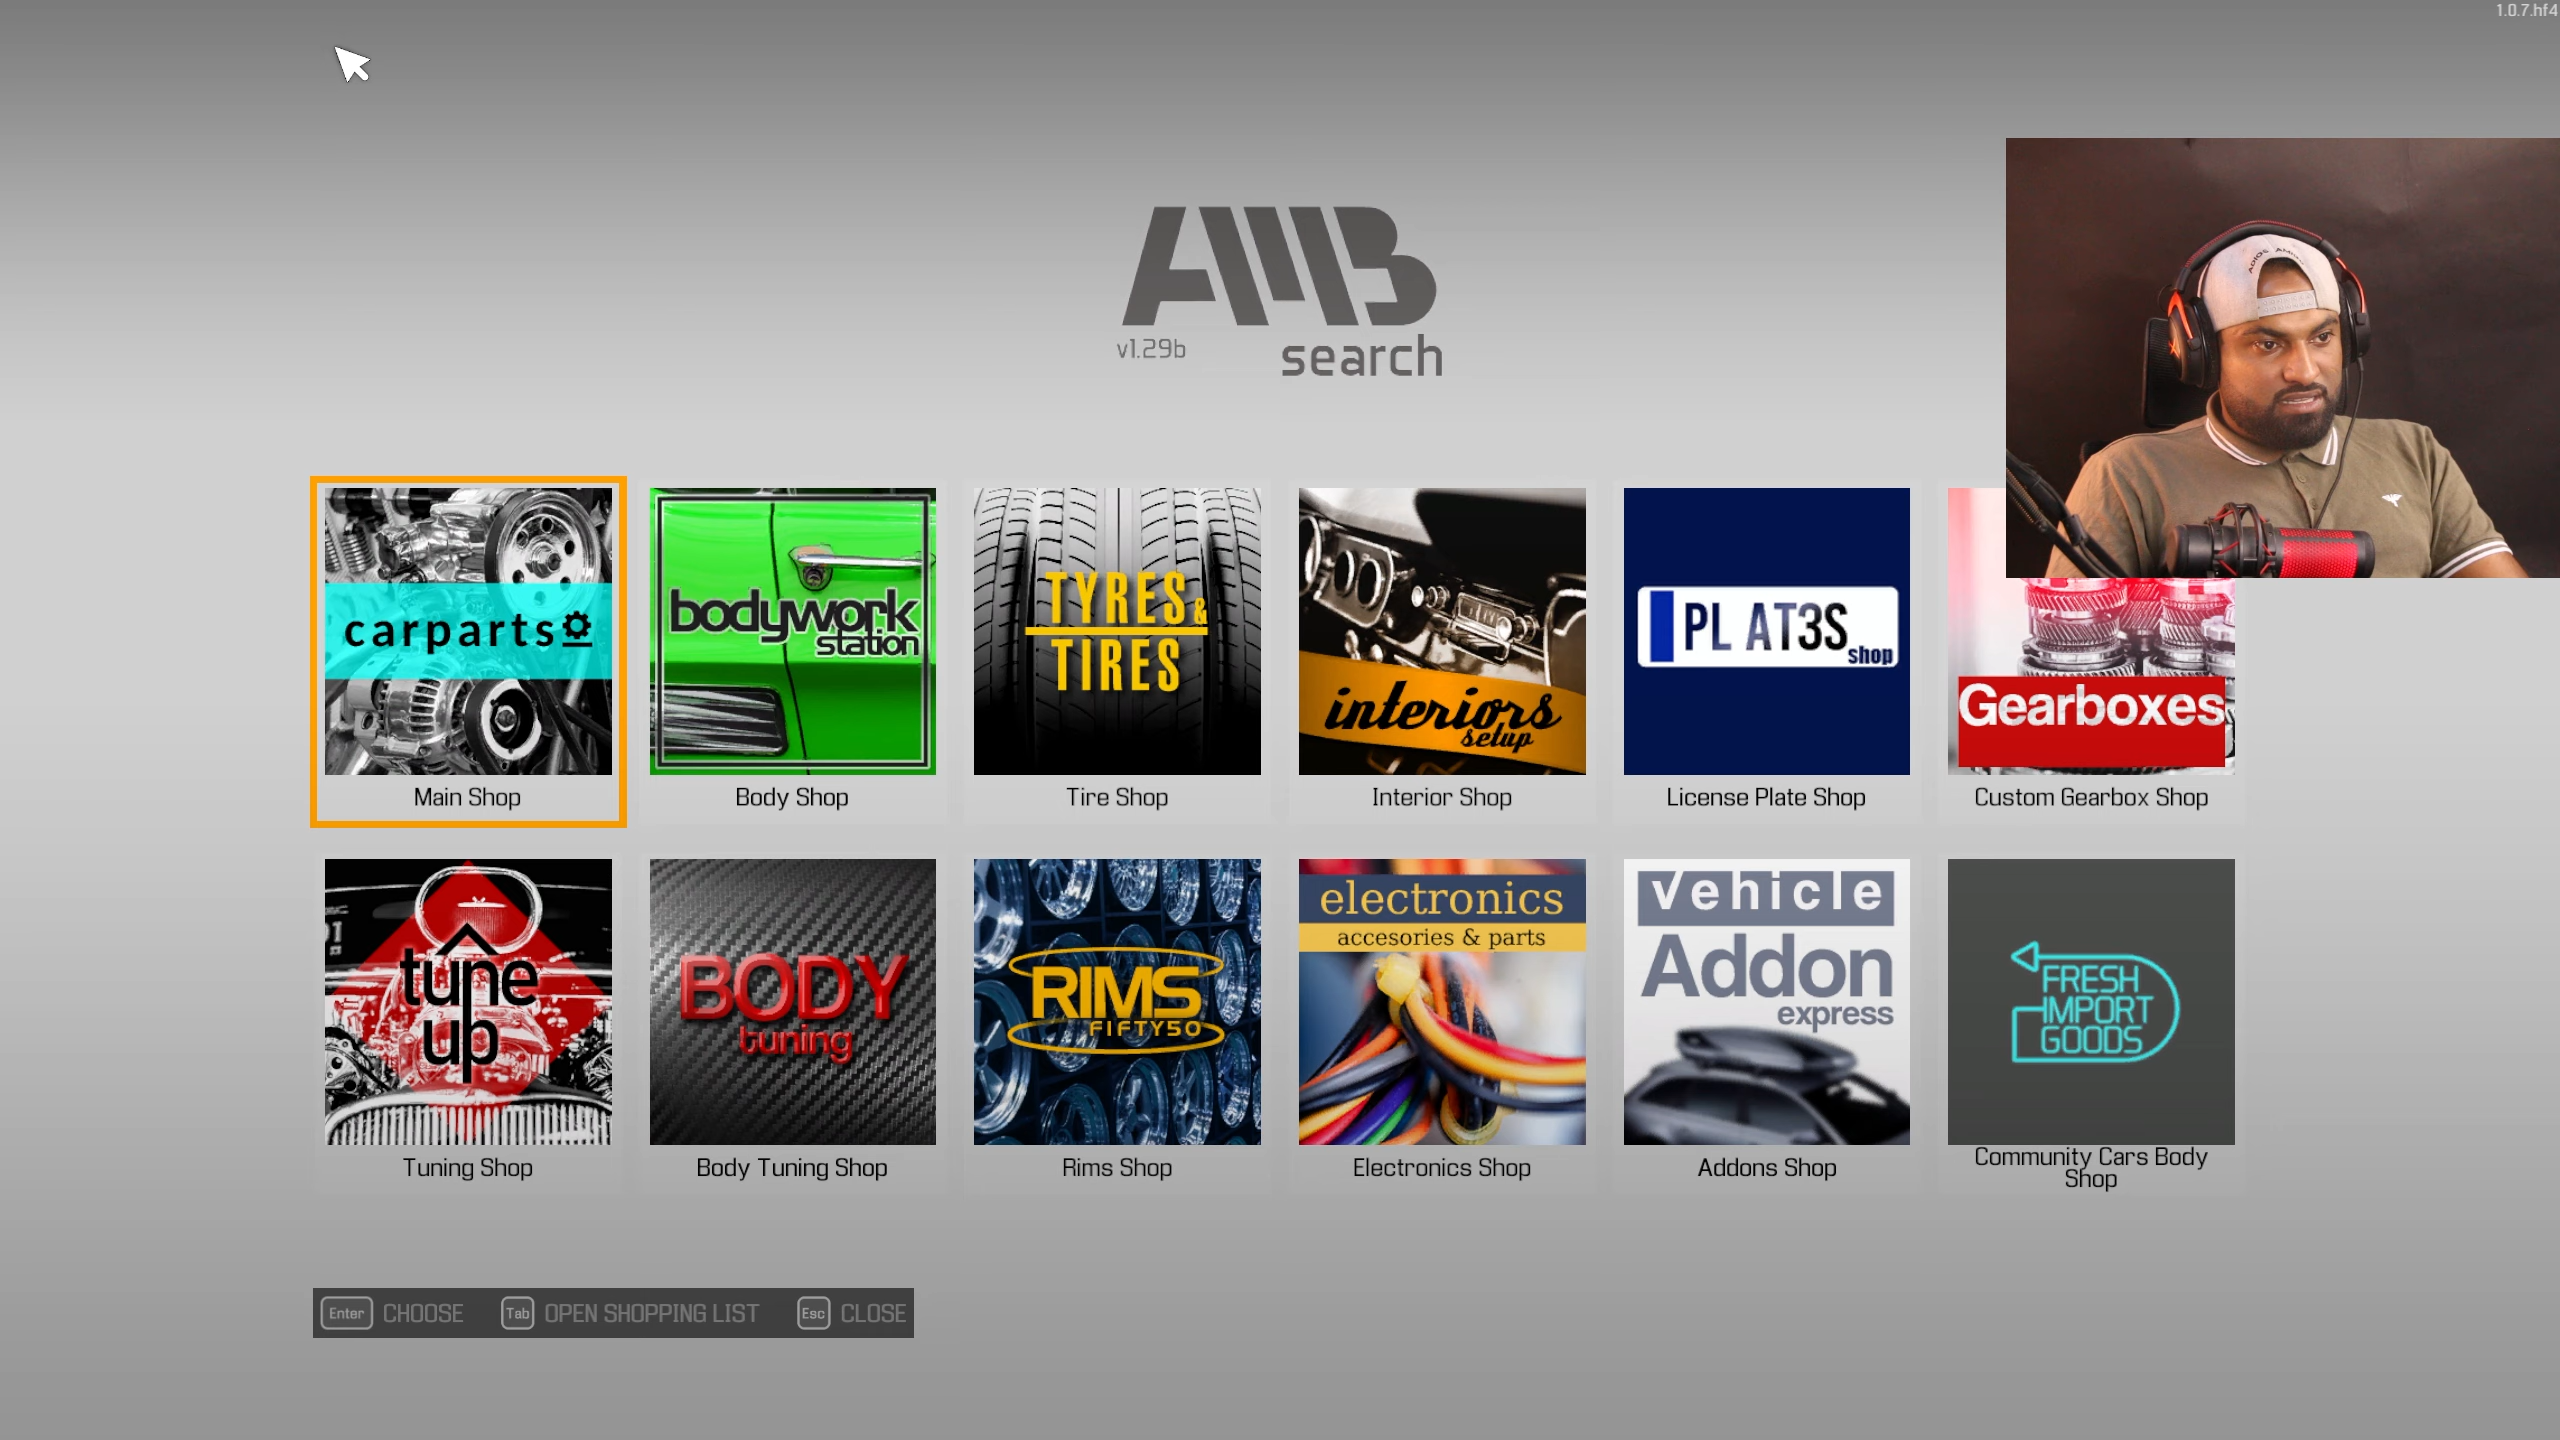 1.0.7.hf4
AMB
v1.29b
search
carparts
Main Shop
bodywork
station
Body Shop
TYRES &
TIRES
Tire Shop
interiors
setup
Interior Shop
PL AT3S
shop
License Plate Shop
Gearboxes
Custom Gearbox Shop
tune
up
Tuning Shop
BODY
tuning
Body Tuning Shop
RIMS
FIFTY50
Rims Shop
electronics
accesories & parts
Electronics Shop
vehicle
Addon
express
Addons Shop
FRESH
IMPORT
GOODS
Community Cars Body
Shop
Enter CHOOSE Tab OPEN SHOPPING LIST Esc CLOSE